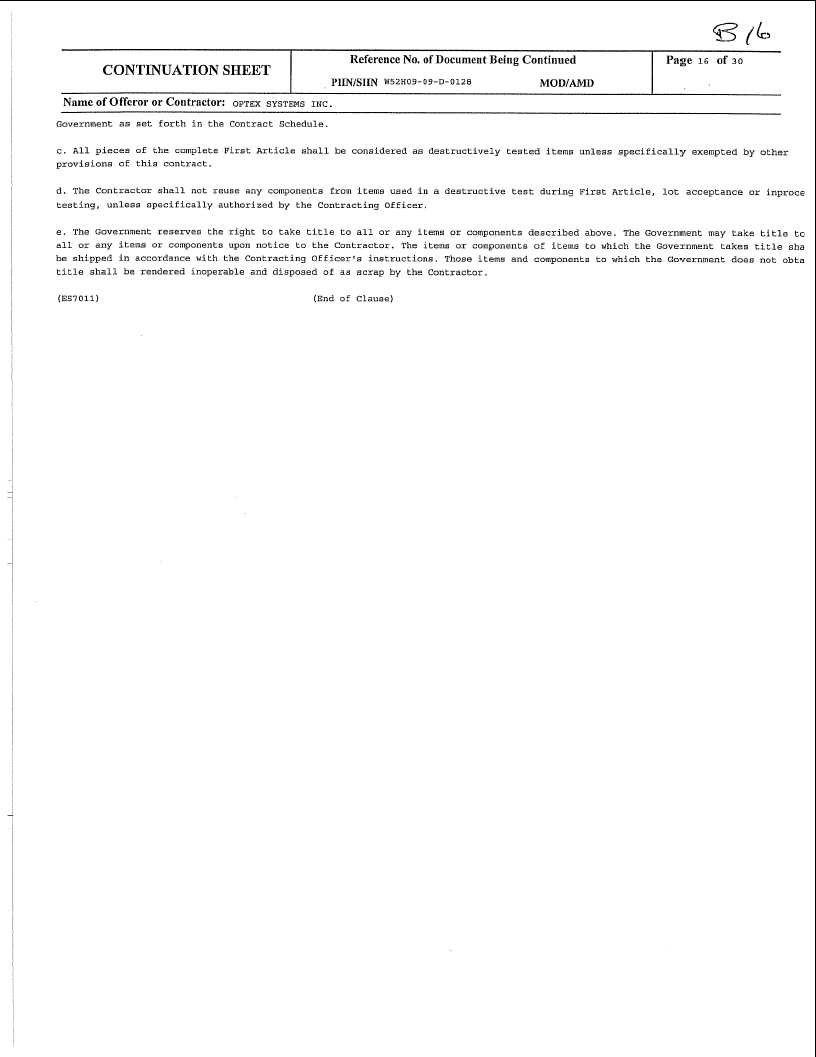 B 16
CONTINUATION SHEET
Reference No. of Document Being Continued
Page 16 of 30
PIIN/SIIN W52H09-09-D-0128 MOD/AMD
Name of Offeror or Contractor: OPTEX SYSTEMS INC.
Government as set forth in the Contract Schedule.
c. All pieces of the complete First Article shall be considered as destructively tested items unless specifically exempted by other
provisions of this contract.
d. The Contractor shall not reuse any components from items used in a destructive test during First Article, lot acceptance or inproce
testing, unless specifically authorized by the Contracting Officer.
e. The Government reserves the right to take title to all or any items or components described above. The Government may take title to
all or any items or components upon notice to the Contractor. The items or components of items to which the Government takes title sha
be shipped in accordance with the Contracting Officer's instructions. Those items and components to which the Government does not obta
title shall be rendered inoperable and disposed of as scrap by the Contractor.
(ES7011) (End of Clause)